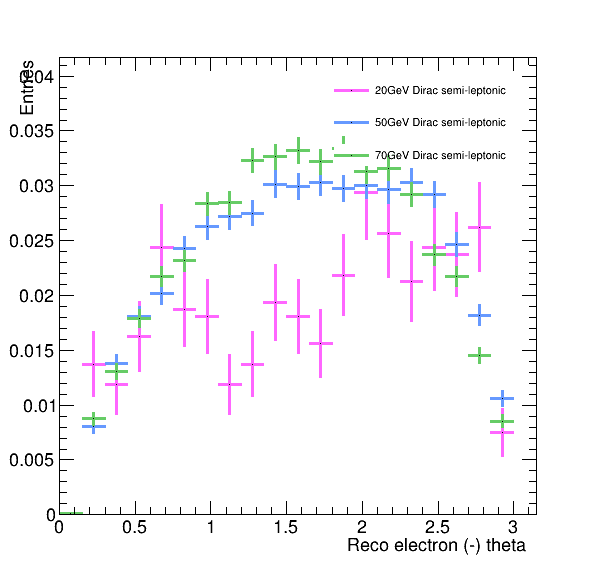 Entries
0.04
0.035
0.03
0.025
0.02
0.015
0.01
0.005
0
20GeV Dirac semi-leptonic
50GeV Dirac semi-leptonic
70GeV Dirac semi-leptonic
0 0.5 1 1.5 2 2.5 3
Reco electron (-) theta